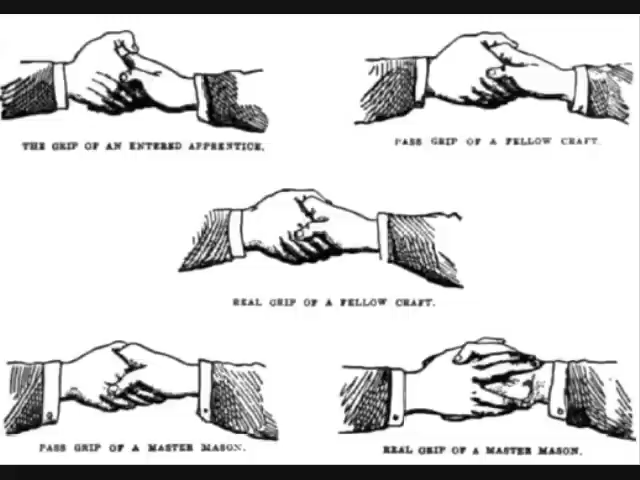 THE GRIP OF AN ENTERED APPRENTICE.
PASS GRIP OF A FELLOW CRAFT.
REAL GRIP OF A FELLOW CRAFT.
PASS GRIP OF A MASTER MASON.
REAL GRIP OF A MASTER MASON.